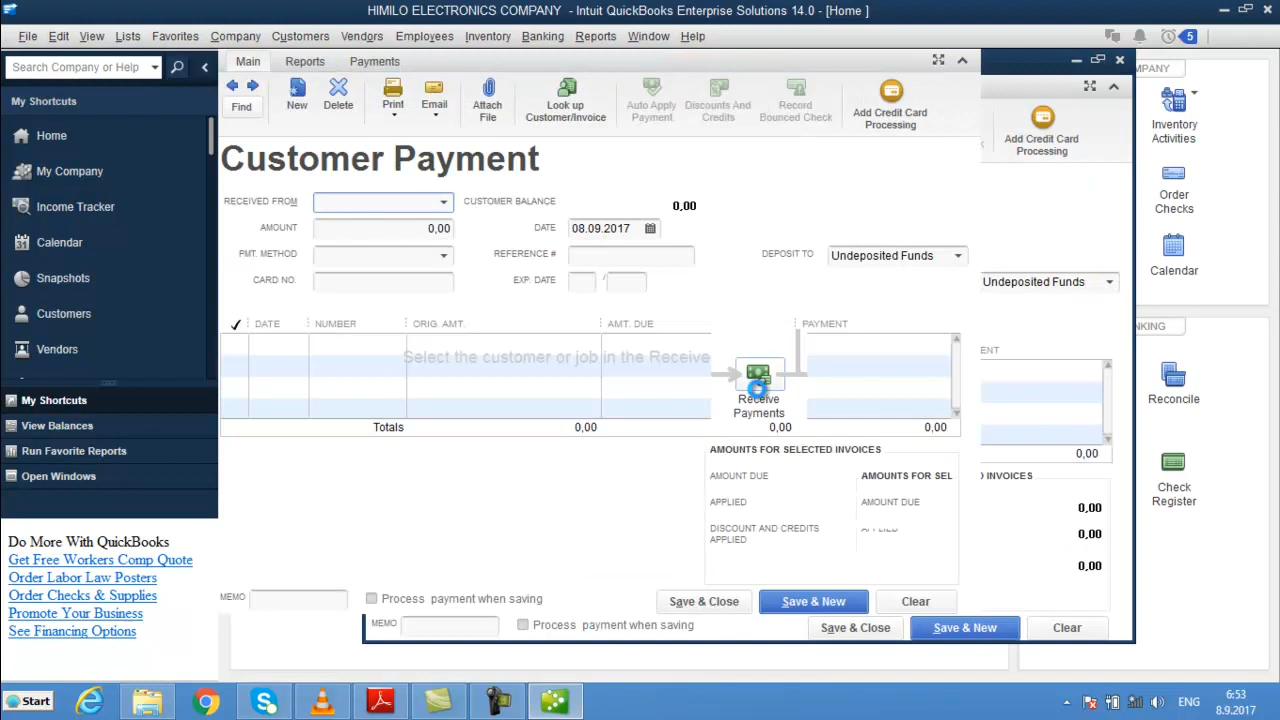 HIMILO ELECTRONICS COMPANY - Intuit QuickBooks Enterprise Solutions 14.0 - [Home ]
File Edit View Lists Favorites Company Customers Vendors Employees Inventory Banking Reports Window Help 5
Search Company or Help
My Shortcuts
Home
My Company
Income Tracker
Calendar
Snapshots
Customers
Vendors
My Shortcuts
View Balances
Run Favorite Reports
Open Windows
Do More With QuickBooks
Get Free Workers Comp Quote
Order Labor Law Posters
Order Checks & Supplies
Promote Your Business
See Financing Options
Main Reports Payments
Find
New
Delete
Print
Email
Attach
File
Look up
Customer/Invoice
Auto Apply
Payment
Discounts And
Credits
Record
Bounced Check
Add Credit Card
Processing
Add Credit Card
Processing
Customer Payment
RECEIVED FROM CUSTOMER BALANCE 0,00
AMOUNT 0,00 DATE 08.09.2017
PMT. METHOD REFERENCE # DEPOSIT TO Undeposited Funds
CARD NO. EXP. DATE / Undeposited Funds
DATE NUMBER ORIG. AMT. AMT. DUE PAYMENT
ENT
Select the customer or job in the Receive
Receive
Payments
Totals 0,00 0,00 0,00
0,00
AMOUNTS FOR SELECTED INVOICES
AMOUNT DUE
APPLIED
DISCOUNT AND CREDITS
APPLIED
AMOUNTS FOR SEL
AMOUNT DUE
APPLIED
D INVOICES
0,00
0,00
0,00
MEMO Process payment when saving Save & Close Save & New Clear
MEMO Process payment when saving Save & Close Save & New Clear
MPANY
Inventory
Activities
Order
Checks
Calendar
NKING
Reconcile
Check
Register
Start
ENG
6:53
8.9.2017